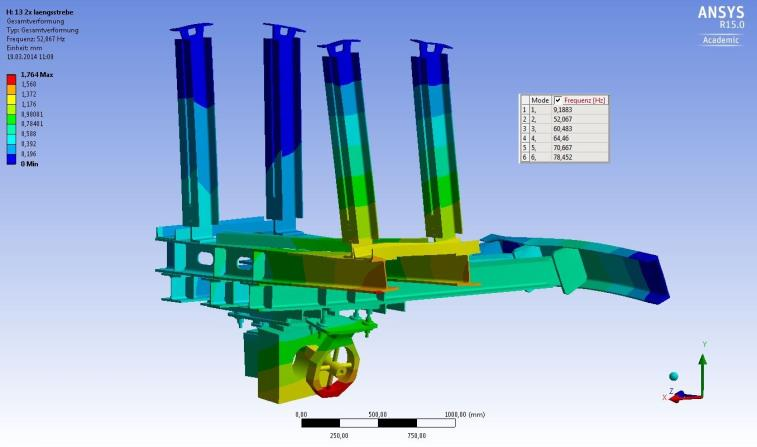 H: 13 2x laengsstrebe
Gesamtverformung
Typ: Gesamtverformung
Frequenz: 52,067 Hz
Einheit: mm
19.03.2014 11:09
1,764 Max
1,568
1,372
1,176
0,98001
0,78401
0,588
0,392
0,196
0 Min
ANSYS
R15.0
Academic
Mode Frequenz [Hz]
1 1, 9,1883
2 2, 52,067
3 3, 60,483
4 4, 64,46
5 5, 70,667
6 6, 78,452
0,00 500,00 1000,00 (mm)
250,00 750,00
Y
Z
X